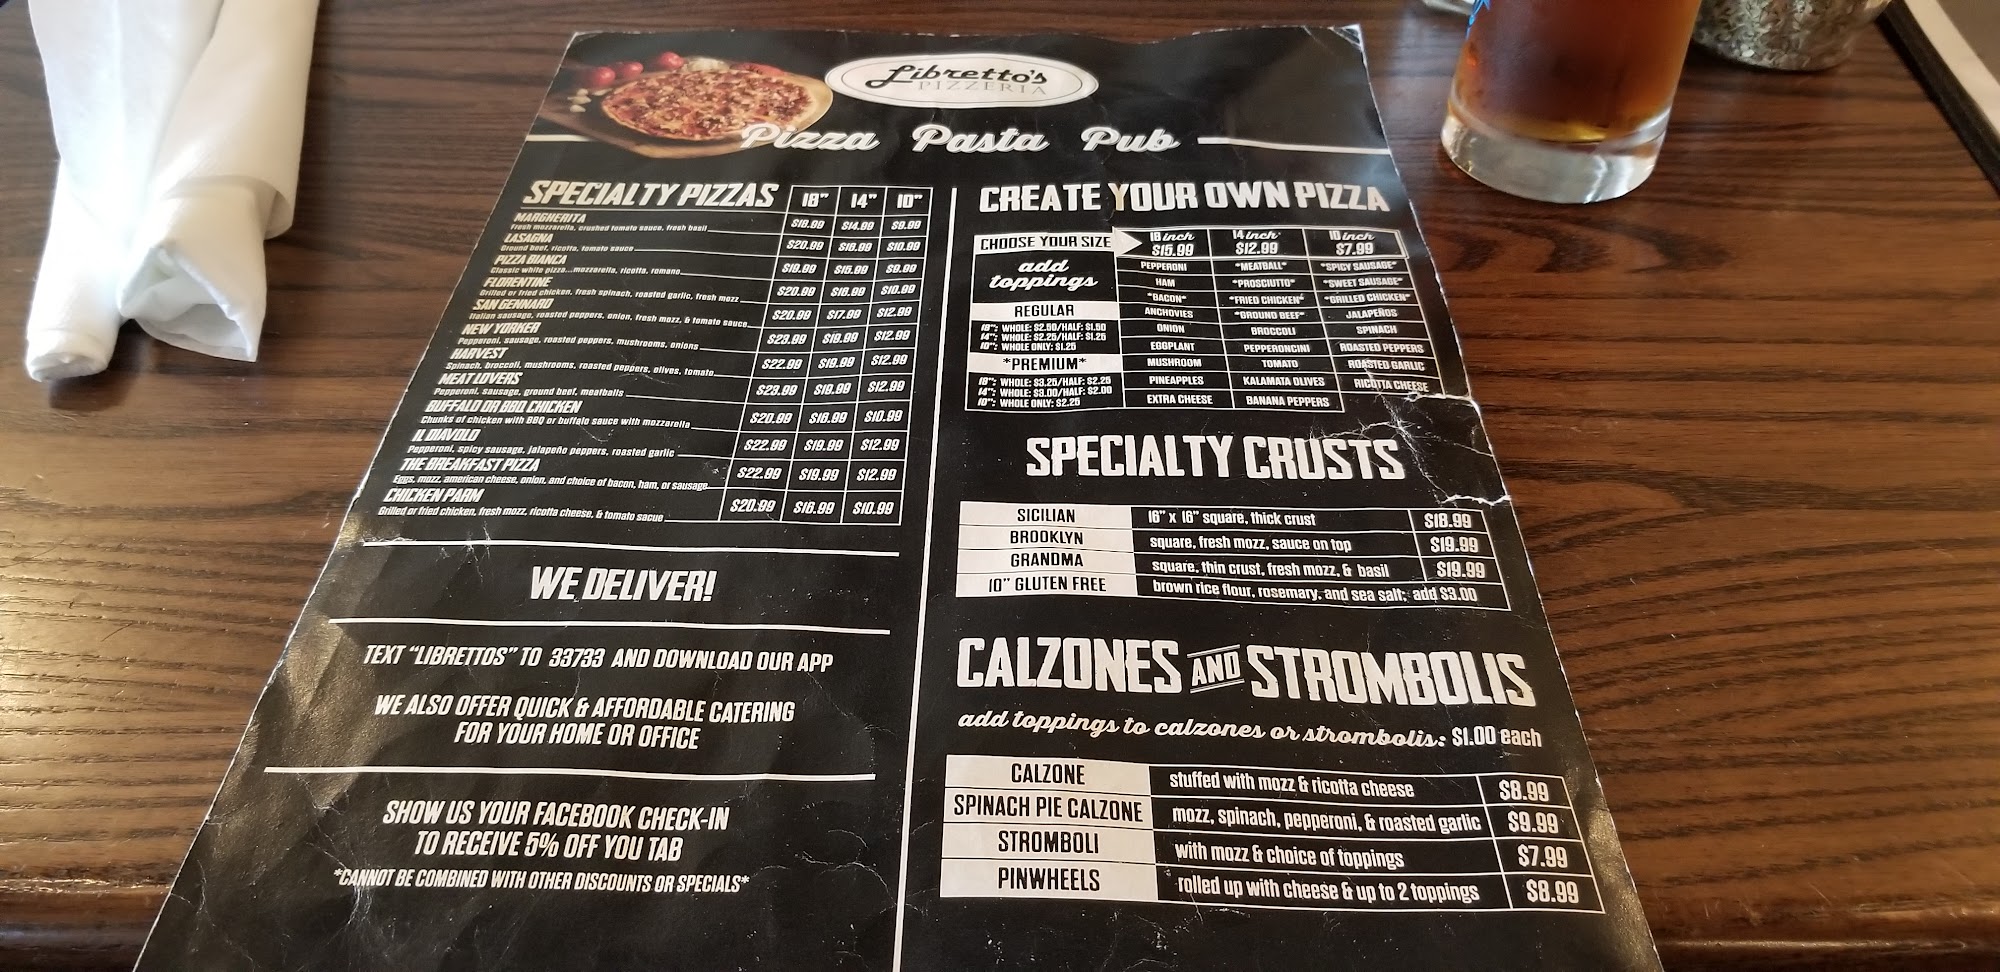 Libretto's
PIZZERIA
Pizza Pasta Pub
SPECIALTY PIZZAS 18" 14" 10"
MARGHERITA
Fresh mozzarella, crushed tomato sauce, fresh basil $18.99 $14.99 $9.99
LASAGNA
Ground beef, ricotta, tomato sauce $20.99 $16.99 $10.99
PIZZA BIANCA
Classic white pizza...mozzarella, ricotta, romano $19.99 $15.99 $9.99
FLORENTINE
Grilled or fried chicken, fresh spinach, roasted garlic, fresh mozz $20.99 $16.99 $10.99
SAN GENNARO
Italian sausage, roasted peppers, onion, fresh mozz, & tomato sauce $20.99 $17.99 $12.99
NEW YORKER
Pepperoni, sausage, roasted peppers, mushrooms, onions $23.99 $19.99 $12.99
HARVEST
Spinach, broccoli, mushrooms, roasted peppers, olives, tomato $22.99 $19.99 $12.99
MEAT LOVERS
Pepperoni, sausage, ground beef, meatballs $23.99 $19.99 $12.99
BUFFALO OR BBQ CHICKEN
Chunks of chicken with BBQ or buffalo sauce with mozzarella $20.99 $16.99 $10.99
IL DIAVOLO
Pepperoni, spicy sausage, jalapeño peppers, roasted garlic $22.99 $19.99 $12.99
THE BREAKFAST PIZZA
Eggs, mozz, american cheese, onion, and choice of bacon, ham, or sausage $22.99 $19.99 $12.99
CHICKEN PARM
Grilled or fried chicken, fresh mozz, ricotta cheese, & tomato sacue $20.99 $16.99 $10.99
WE DELIVER!
TEXT "LIBRETTOS" TO 33733 AND DOWNLOAD OUR APP
WE ALSO OFFER QUICK & AFFORDABLE CATERING
FOR YOUR HOME OR OFFICE
SHOW US YOUR FACEBOOK CHECK-IN
TO RECEIVE 5% OFF YOU TAB
*CANNOT BE COMBINED WITH OTHER DISCOUNTS OR SPECIALS*
CREATE YOUR OWN PIZZA
CHOOSE YOUR SIZE
18 inch 14 inch 10 inch
$15.99 $12.99 $7.99
add
toppings
REGULAR
18": WHOLE: $2.50/HALF: $1.50
14": WHOLE: $2.25/HALF: $1.25
10": WHOLE ONLY: $1.25
*PREMIUM*
18": WHOLE: $3.25/HALF: $2.25
14": WHOLE: $3.00/HALF: $2.00
10": WHOLE ONLY: $2.25
PEPPERONI *MEATBALL* *SPICY SAUSAGE*
HAM *PROSCIUTTO* *SWEET SAUSAGE*
*BACON* *FRIED CHICKEN* *GRILLED CHICKEN*
ANCHOVIES *GROUND BEEF* JALAPEÑOS
ONION BROCCOLI SPINACH
EGGPLANT PEPPERONCINI ROASTED PEPPERS
MUSHROOM TOMATO ROASTED GARLIC
PINEAPPLES KALAMATA OLIVES RICOTTA CHEESE
EXTRA CHEESE BANANA PEPPERS
SPECIALTY CRUSTS
SICILIAN 16" x 16" square, thick crust $18.99
BROOKLYN square, fresh mozz, sauce on top $19.99
GRANDMA square, thin crust, fresh mozz, & basil $19.99
10" GLUTEN FREE brown rice flour, rosemary, and sea salt; add $3.00
CALZONES AND STROMBOLIS
add toppings to calzones or strombolis: $1.00 each
CALZONE stuffed with mozz & ricotta cheese $8.99
SPINACH PIE CALZONE mozz, spinach, pepperoni, & roasted garlic $9.99
STROMBOLI with mozz & choice of toppings $7.99
PINWHEELS rolled up with cheese & up to 2 toppings $8.99